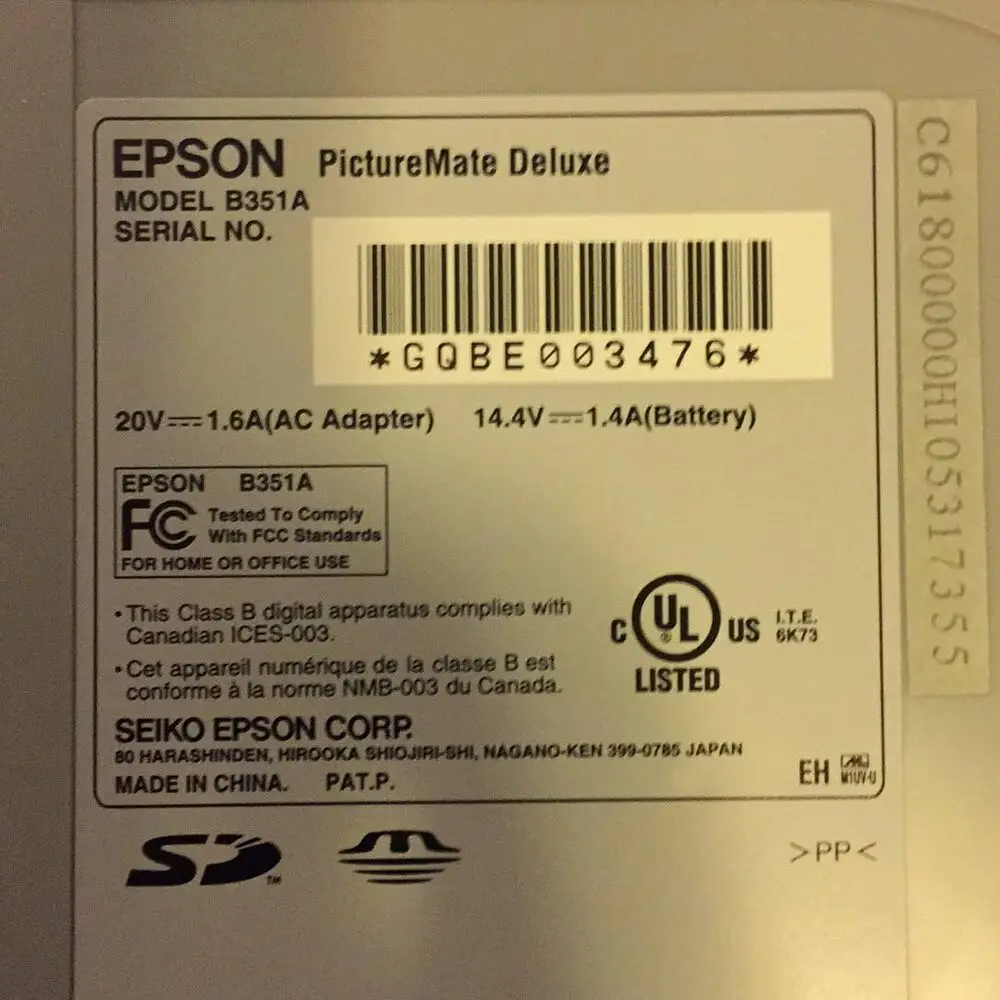 EPSON PictureMate Deluxe
MODEL B351A
SERIAL NO.
*GQBE003476*
20V⎓1.6A(AC Adapter) 14.4V⎓1.4A(Battery)
EPSON B351A
FC Tested To Comply
With FCC Standards
FOR HOME OR OFFICE USE
• This Class B digital apparatus complies with
Canadian ICES-003.
• Cet appareil numérique de la classe B est
conforme à la norme NMB-003 du Canada.
C UL® US I.T.E.
6K73
LISTED
SEIKO EPSON CORP.
80 HARASHINDEN, HIROOKA SHIOJIRI-SHI, NAGANO-KEN 399-0785 JAPAN
MADE IN CHINA. PAT.P.
EH
M1UV-U
SD™
>PP<
C6180000H105317355